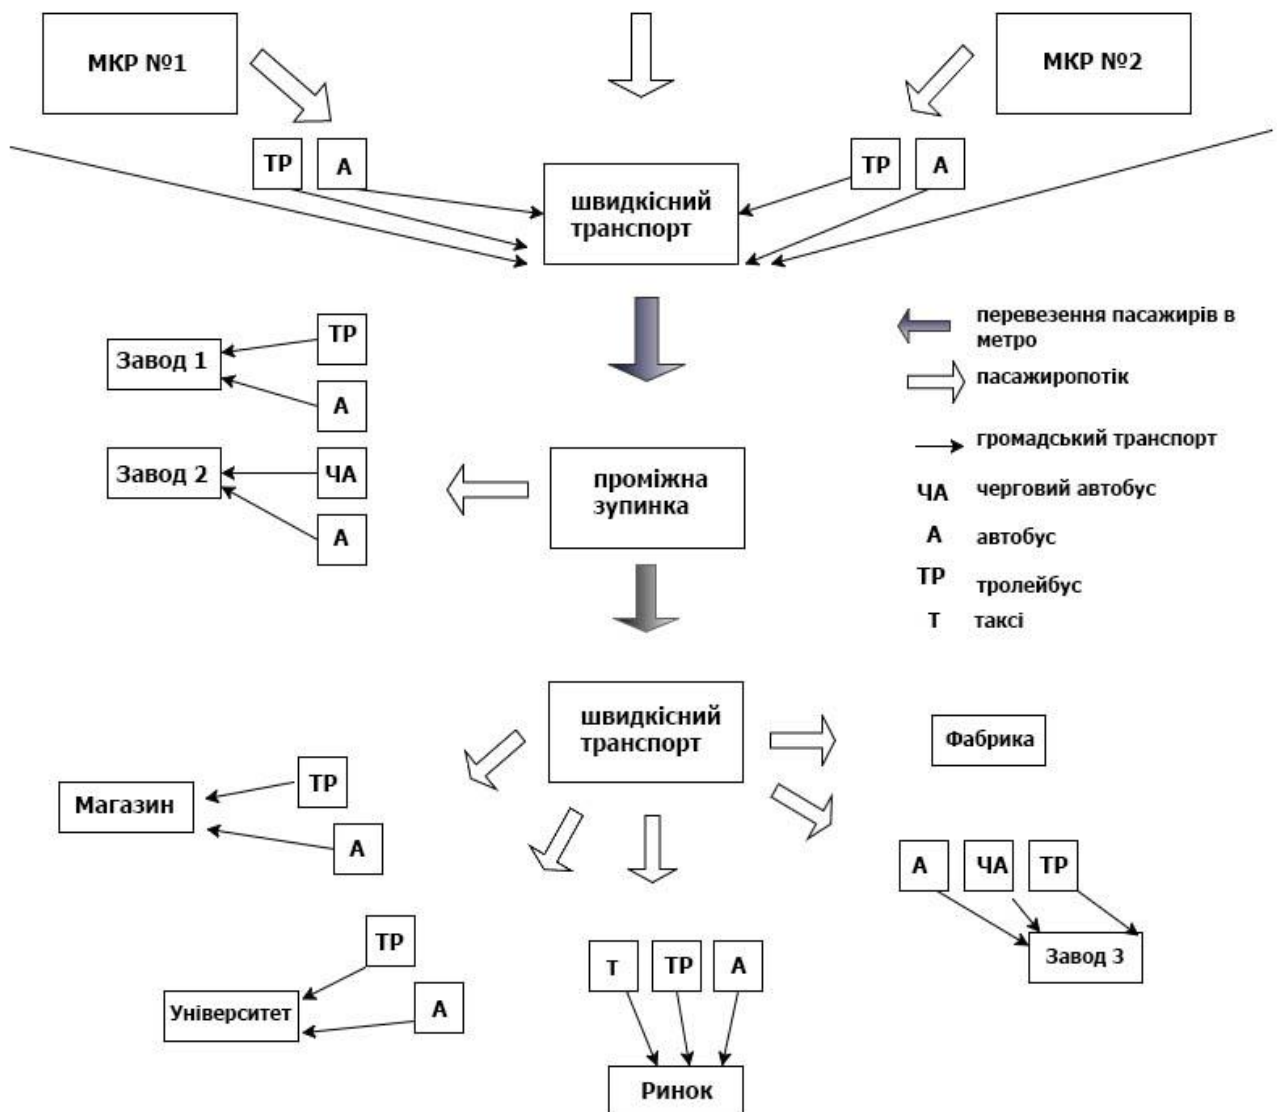 МКР №1
МКР №2
ТР
А
ТР
А
швидкісний
транспорт
ТР
Завод 1
А
Завод 2
ЧА
А
проміжна
зупинка
перевезення пасажирів в
метро
пасажиропотік
громадський транспорт
ЧА черговий автобус
А автобус
ТР тролейбус
Т таксі
швидкісний
транспорт
Фабрика
Магазин
ТР
А
А
ЧА
ТР
Завод 3
ТР
Університет
А
Т
ТР
А
Ринок